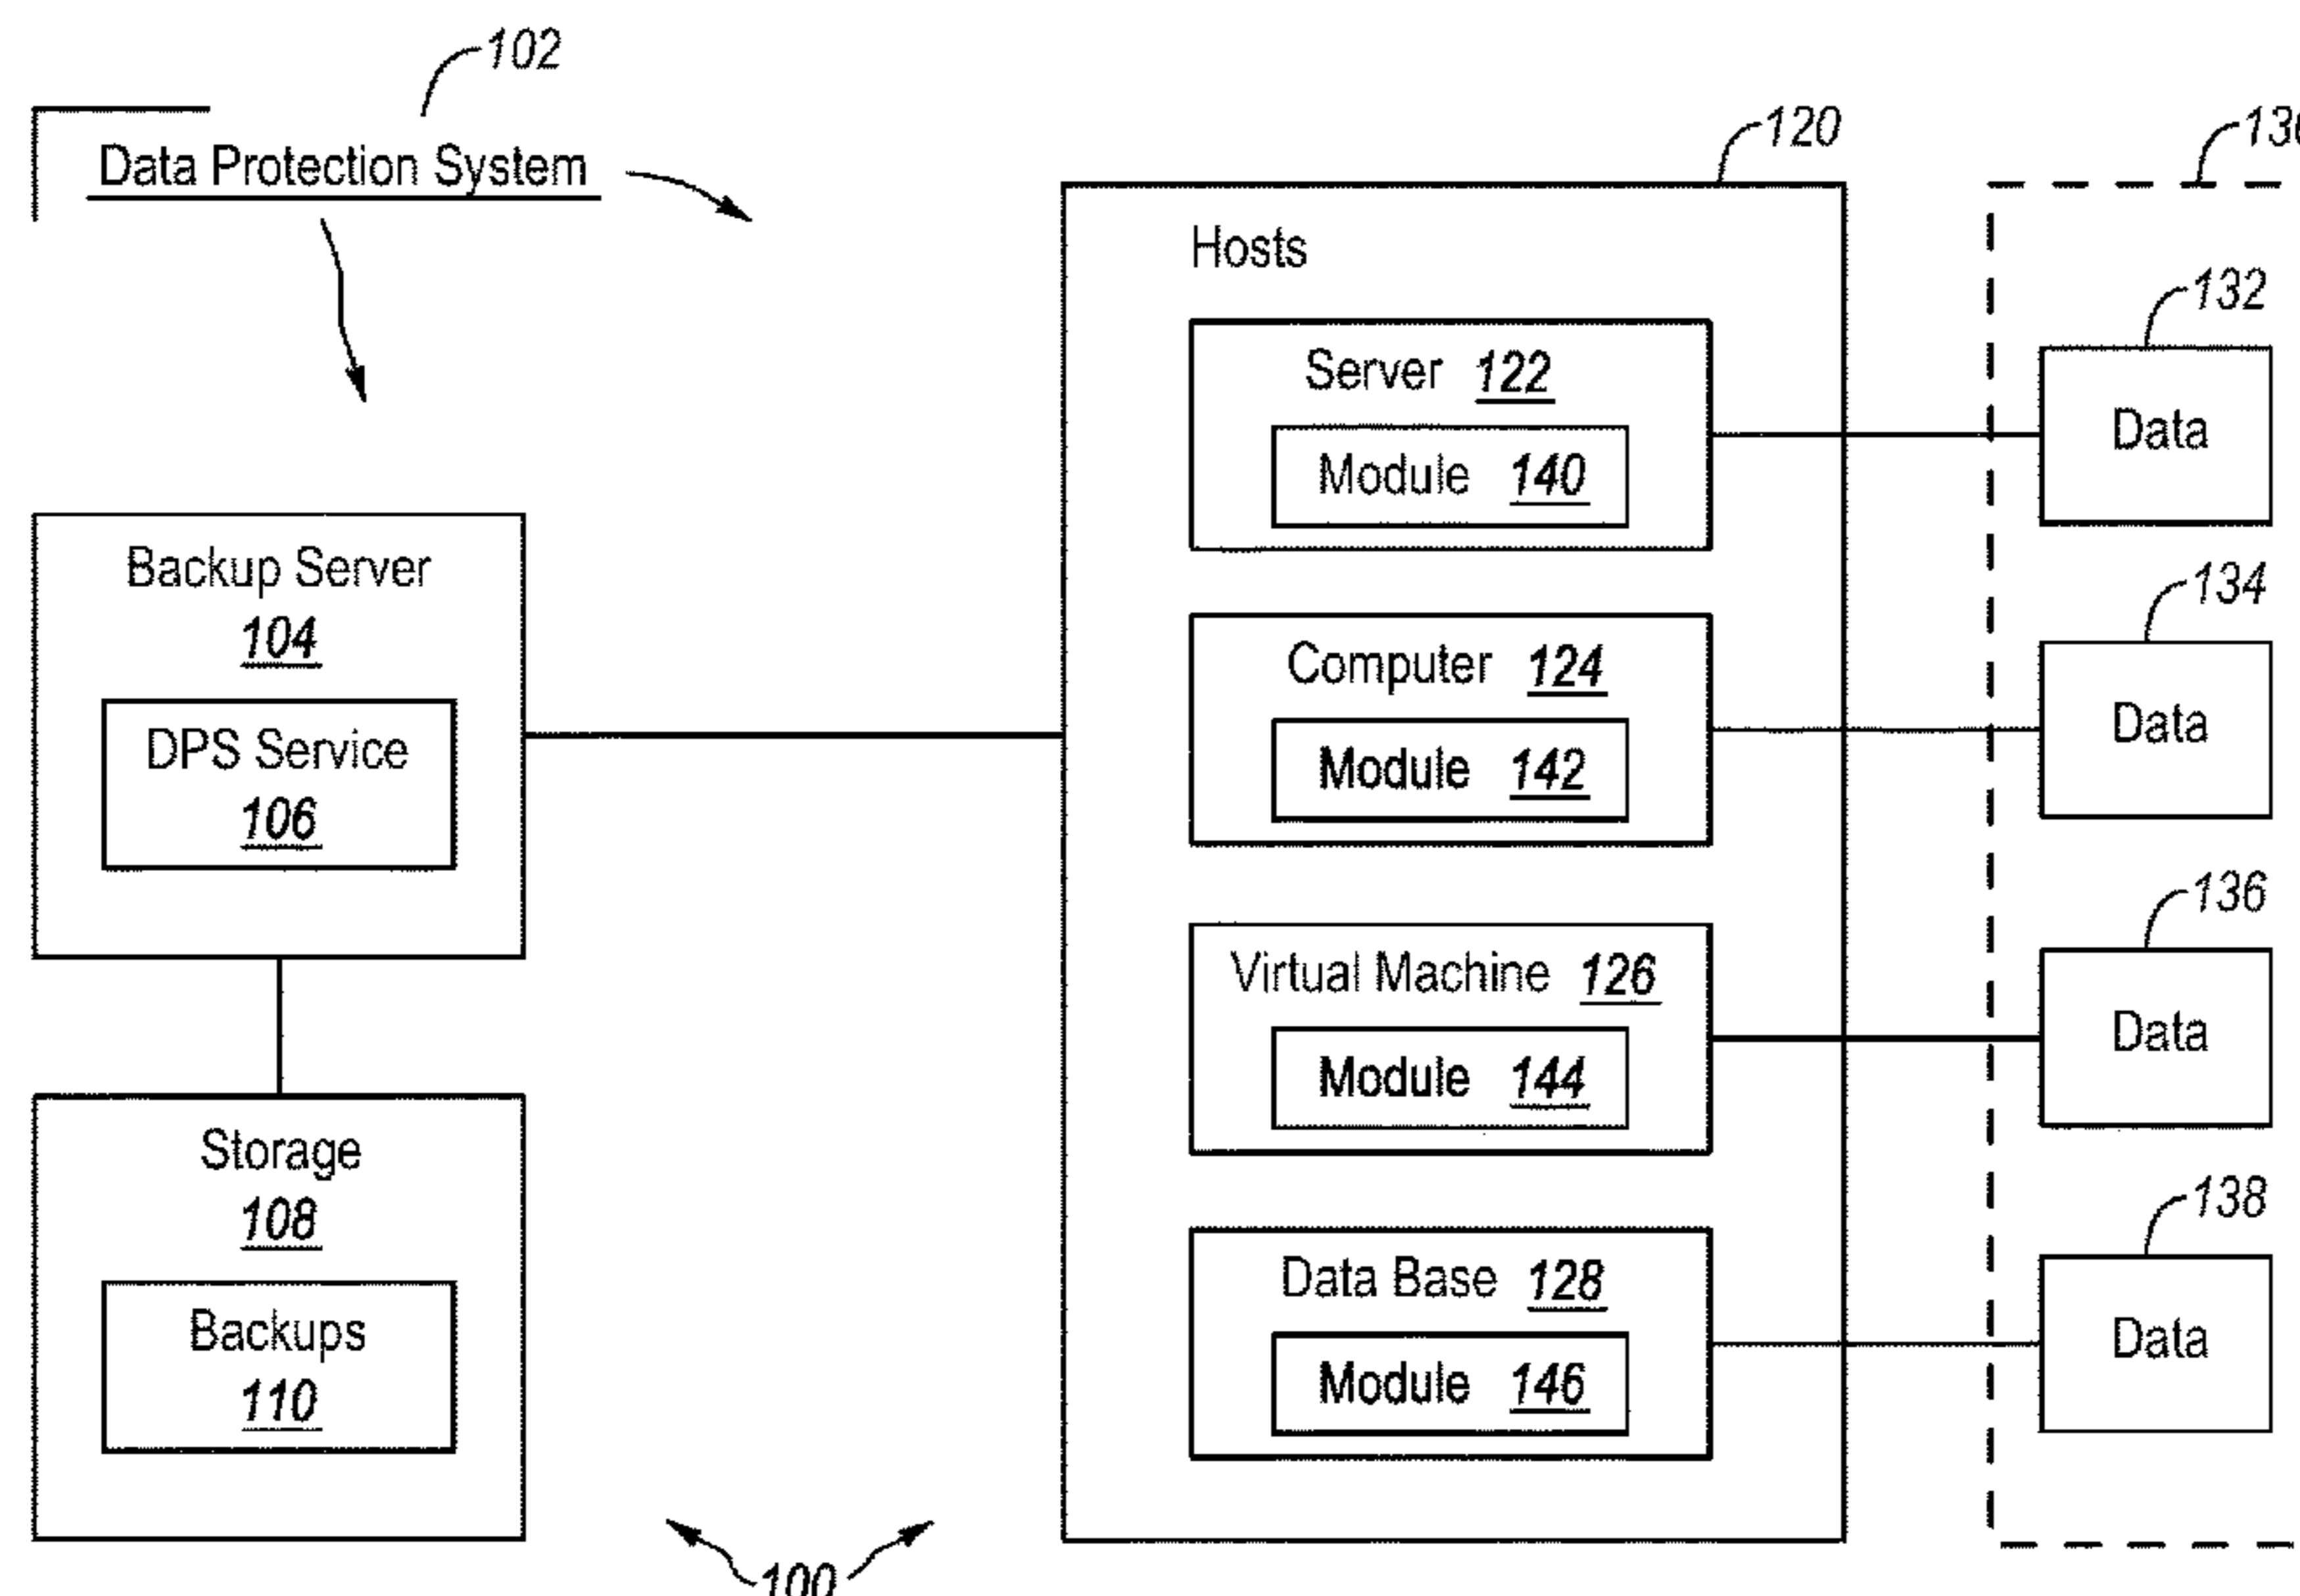 102
Data Protection System
120
132
Hosts
Server 122
Module 140
Data
Backup Server
104
DPS Service
106
134
Computer 124
Module 142
Data
136
Virtual Machine 126
Module 144
Data
Storage
108
Backups
110
138
Data Base 128
Module 146
Data
100